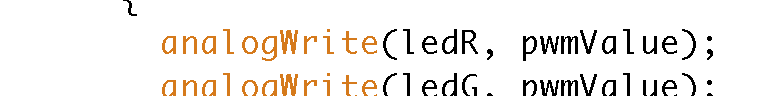 {
analogWrite(ledR, pwmValue);
analogWrite(ledG, pwmValue);